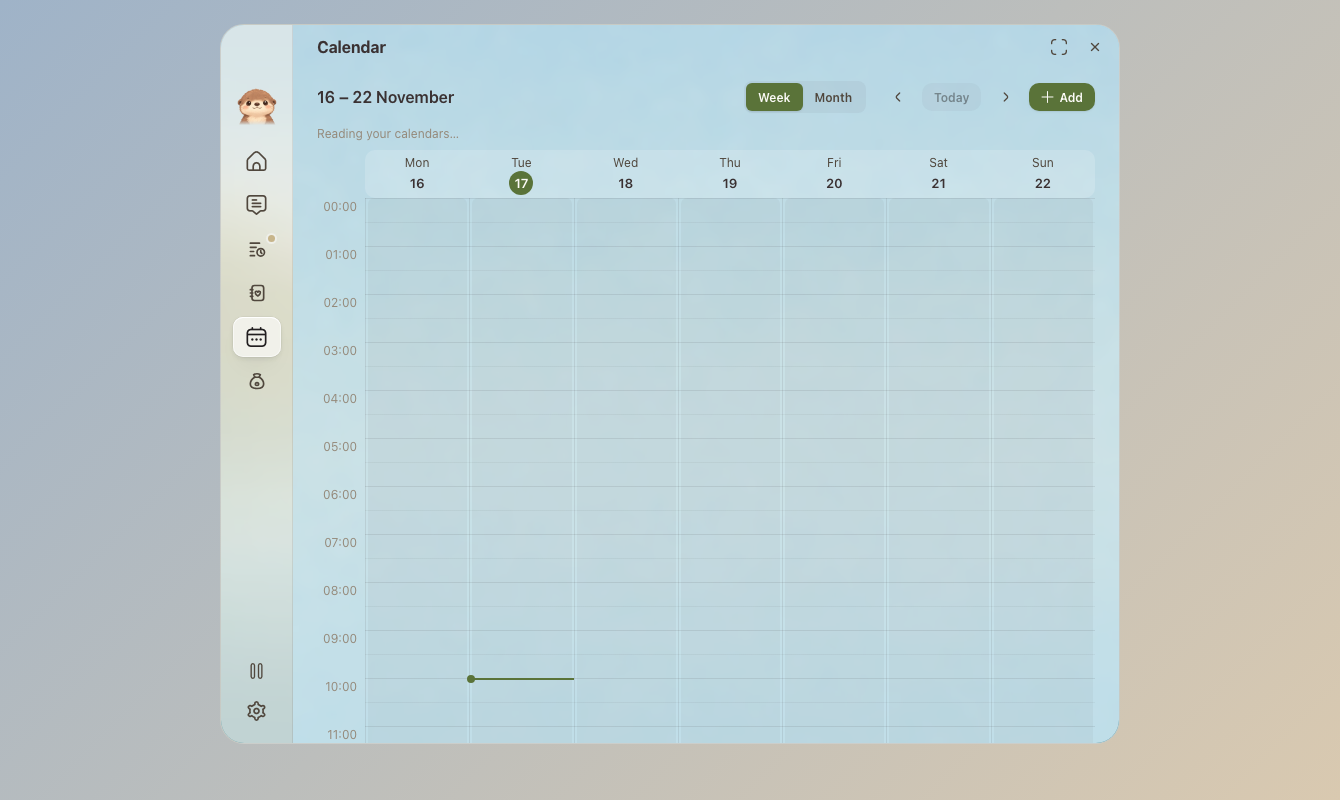 Calendar
16 – 22 November
Week
Month
Today
Add
Reading your calendars...
Mon
Tue
Wed
Thu
Fri
Sat
Sun
16
17
18
19
20
21
22
00:00
01:00
02:00
03:00
04:00
05:00
06:00
07:00
08:00
09:00
10:00
11:00